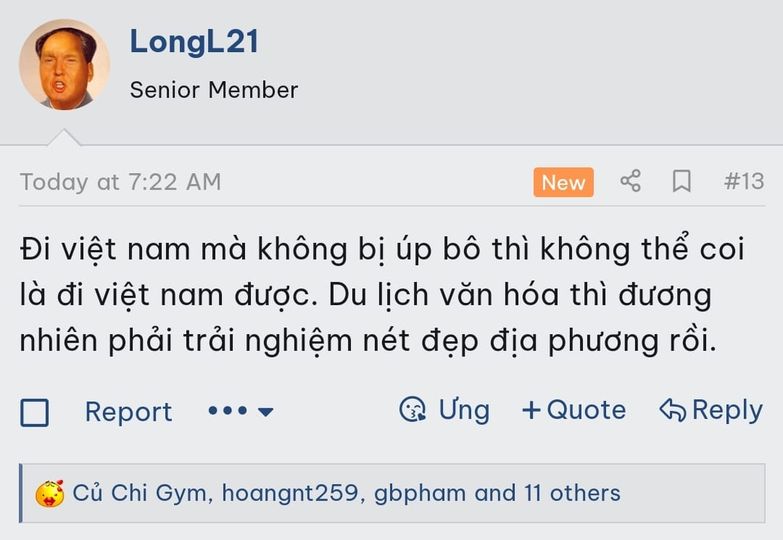 LongL21
Senior Member
Today at 7:22 AM New #13
Đi việt nam mà không bị úp bô thì không thể coi
là đi việt nam được. Du lịch văn hóa thì đương
nhiên phải trải nghiệm nét đẹp địa phương rồi.
Report ••• Ưng +Quote Reply
Củ Chi Gym, hoangnt259, gbpham and 11 others